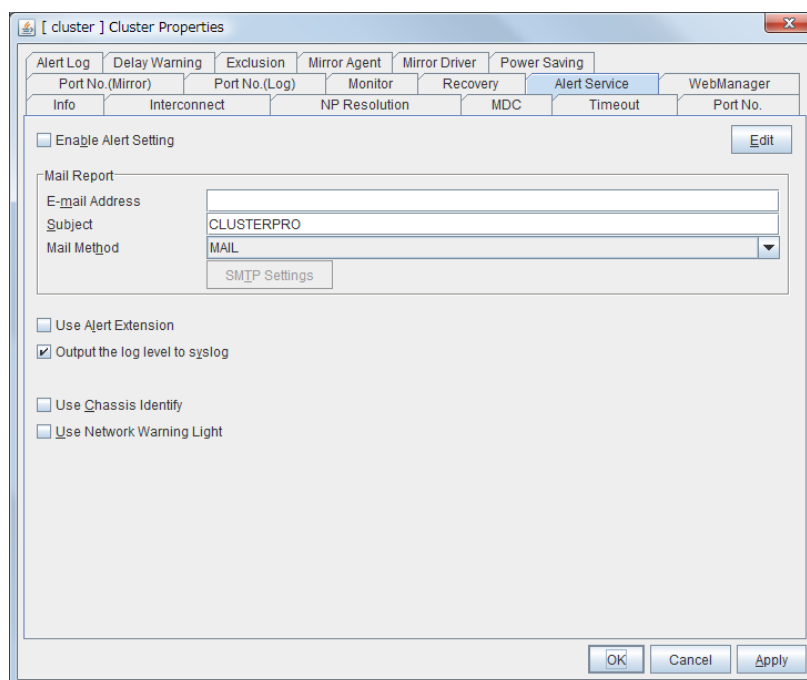 [ cluster ] Cluster Properties
Alert Log Delay Warning Exclusion Mirror Agent Mirror Driver Power Saving
Port No.(Mirror) Port No.(Log) Monitor Recovery Alert Service WebManager
Info Interconnect NP Resolution MDC Timeout Port No.
Enable Alert Setting Edit
Mail Report
E-mail Address
Subject CLUSTERPRO
Mail Method MAIL
SMTP Settings
Use Alert Extension
Output the log level to syslog
Use Chassis Identify
Use Network Warning Light
OK Cancel Apply